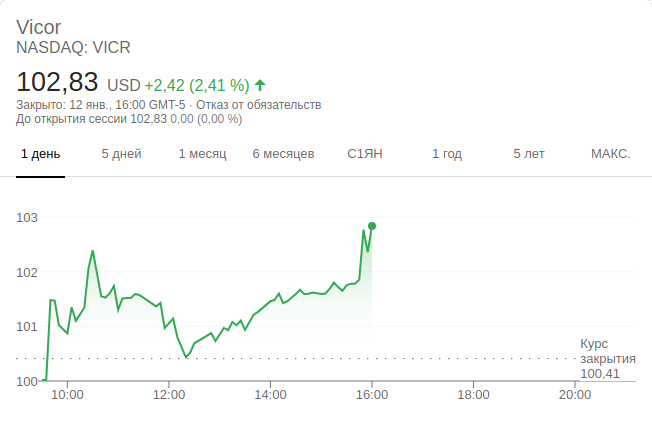 Vicor
NASDAQ: VICR
102,83 USD +2,42 (2,41 %)
Закрыто: 12 янв., 16:00 GMT-5 · Отказ от обязательств
До открытия сессии 102,83 0,00 (0,00 %)
1 день 5 дней 1 месяц 6 месяцев С1ЯН 1 год 5 лет МАКС.
103
102
101
Курс
закрытия
100,41
100
10:00 12:00 14:00 16:00 18:00 20:00